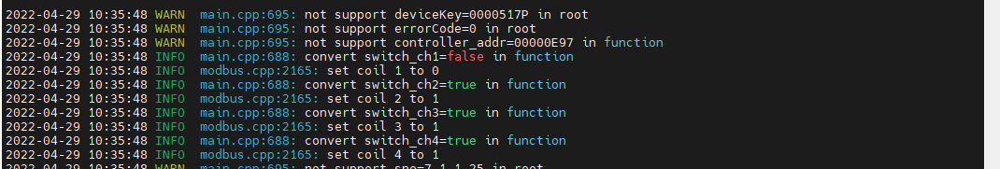 2022-04-29 10:35:48 WARN main.cpp:695: not support deviceKey=0000517P in root
2022-04-29 10:35:48 WARN main.cpp:695: not support errorCode=0 in root
2022-04-29 10:35:48 WARN main.cpp:695: not support controller_addr=00000E97 in function
2022-04-29 10:35:48 INFO main.cpp:688: convert switch_ch1=false in function
2022-04-29 10:35:48 INFO modbus.cpp:2165: set coil 1 to 0
2022-04-29 10:35:48 INFO main.cpp:688: convert switch_ch2=true in function
2022-04-29 10:35:48 INFO modbus.cpp:2165: set coil 2 to 1
2022-04-29 10:35:48 INFO main.cpp:688: convert switch_ch3=true in function
2022-04-29 10:35:48 INFO modbus.cpp:2165: set coil 3 to 1
2022-04-29 10:35:48 INFO main.cpp:688: convert switch_ch4=true in function
2022-04-29 10:35:48 INFO modbus.cpp:2165: set coil 4 to 1
2022-04-29 10:35:48 WARN main.cpp:695: not support in root